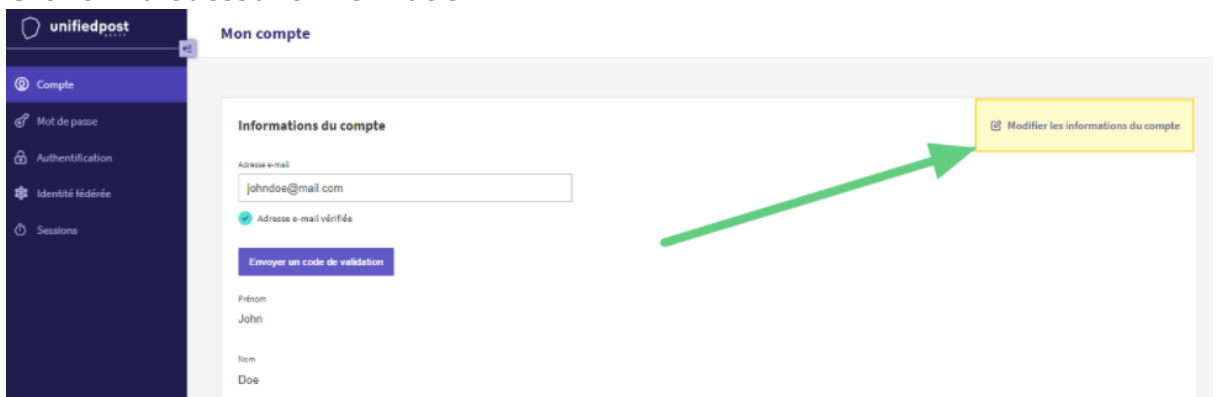 unifiedpost
Mon compte
Compte
Mot de passe
Authentification
Identité fédérée
Sessions
Informations du compte
Modifier les informations du compte
Adresse e-mail
johndoe@mail.com
Adresse e-mail vérifiée
Envoyer un code de validation
Prénom
John
Nom
Doe